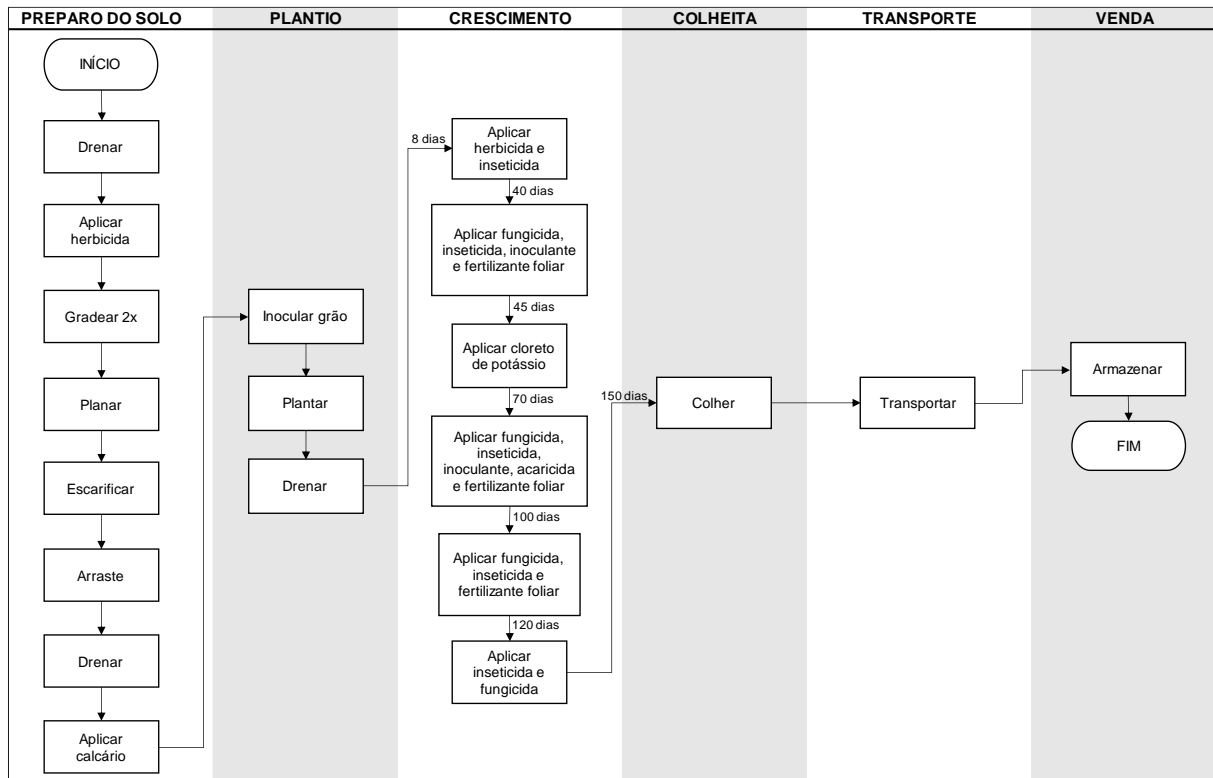 PREPARO DO SOLO
PLANTIO
CRESCIMENTO
COLHEITA
TRANSPORTE
VENDA
INÍCIO
Drenar
Aplicar
herbicida
Gradear 2x
Planar
Escarificar
Arraste
Drenar
Aplicar
calcário
Inocular grão
Plantar
Drenar
8 dias
Aplicar
herbicida e
inseticida
40 dias
Aplicar fungicida,
inseticida, inoculante
e fertilizante foliar
45 dias
Aplicar cloreto
de potássio
70 dias
Aplicar fungicida,
inseticida,
inoculante, acaricida
e fertilizante foliar
100 dias
Aplicar fungicida,
inseticida e
fertilizante foliar
120 dias
Aplicar
inseticida e
fungicida
150 dias
Colher
Transportar
Armazenar
FIM